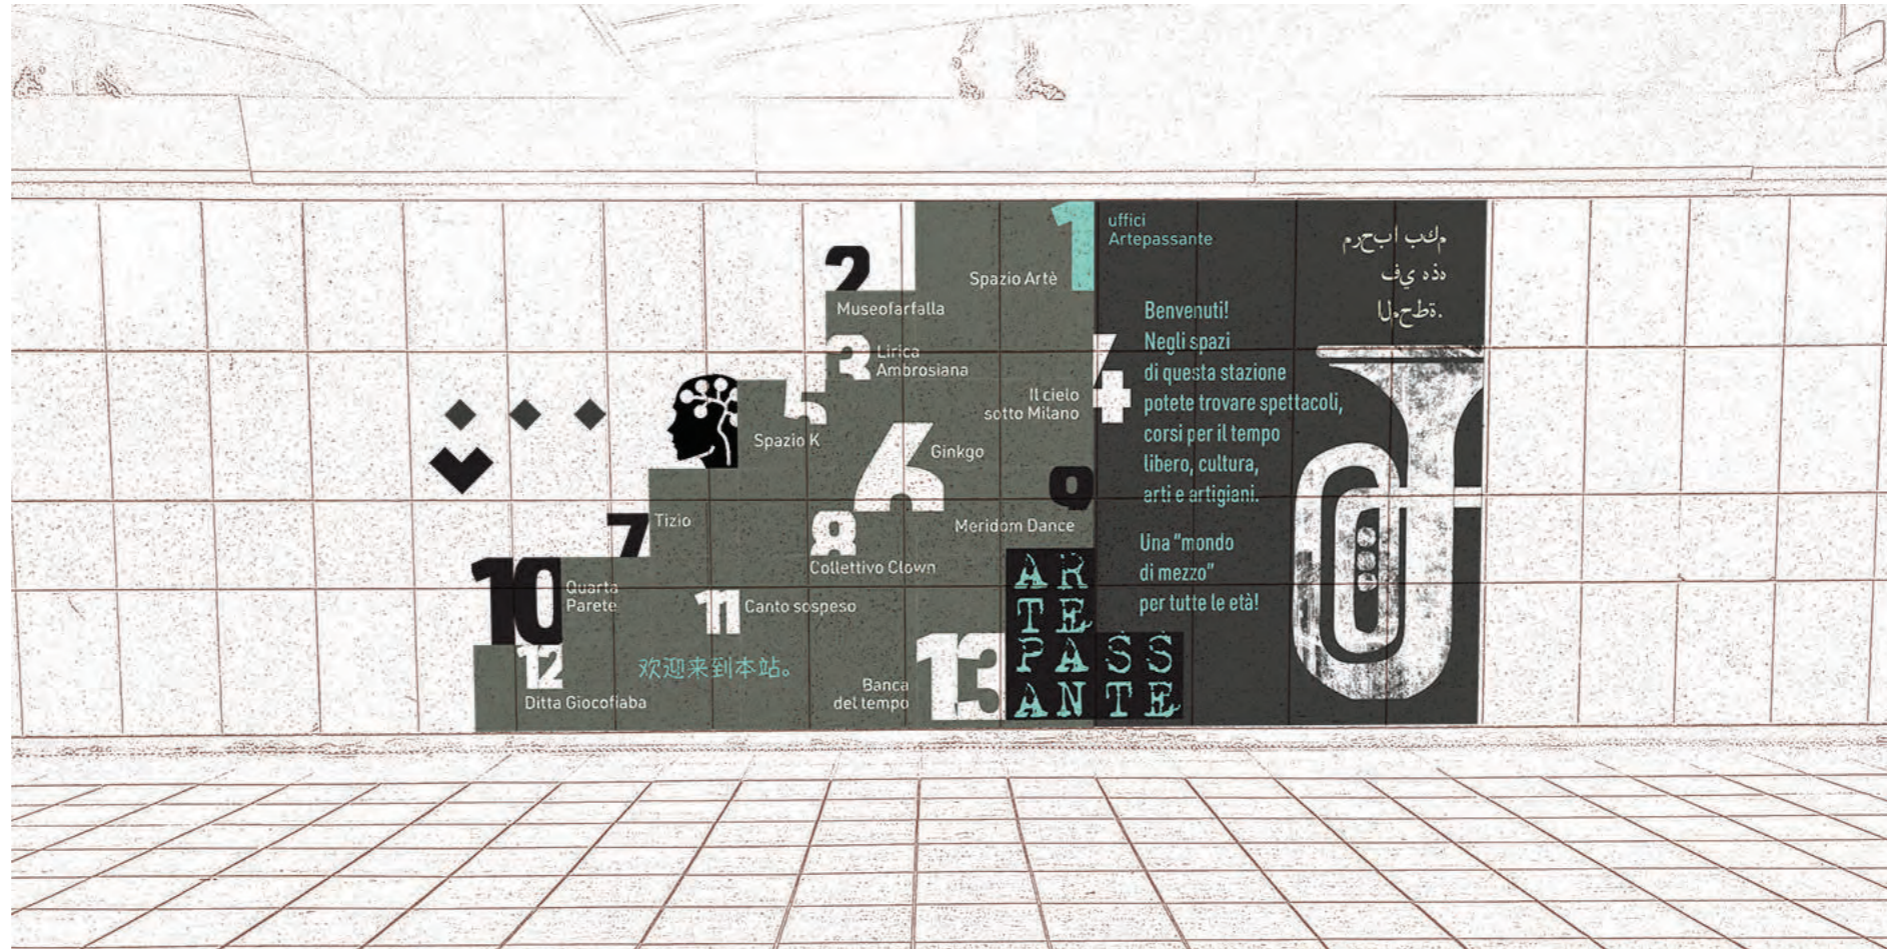 1
uffici
Artepassante
Spazio Artè
2
Museofarfalla
3
Lirica
Ambrosiana
4
Il cielo
sotto Milano
5
Spazio K
6
Ginkgo
7
Tizio
8
Collettivo Clown
9
Meridom Dance
10
Quarta
Parete
11
Canto sospeso
12
Ditta Giocofiaba
欢迎来到本站。
13
Banca
del tempo
AR
TE
PASS
ANTE
Benvenuti!
Negli spazi
di questa stazione
potete trovare spettacoli,
corsi per il tempo
libero, cultura,
arti e artigiani.
Una "mondo
di mezzo"
per tutte le età!
مكب ابحرم
هذه يف
.ةطحملا